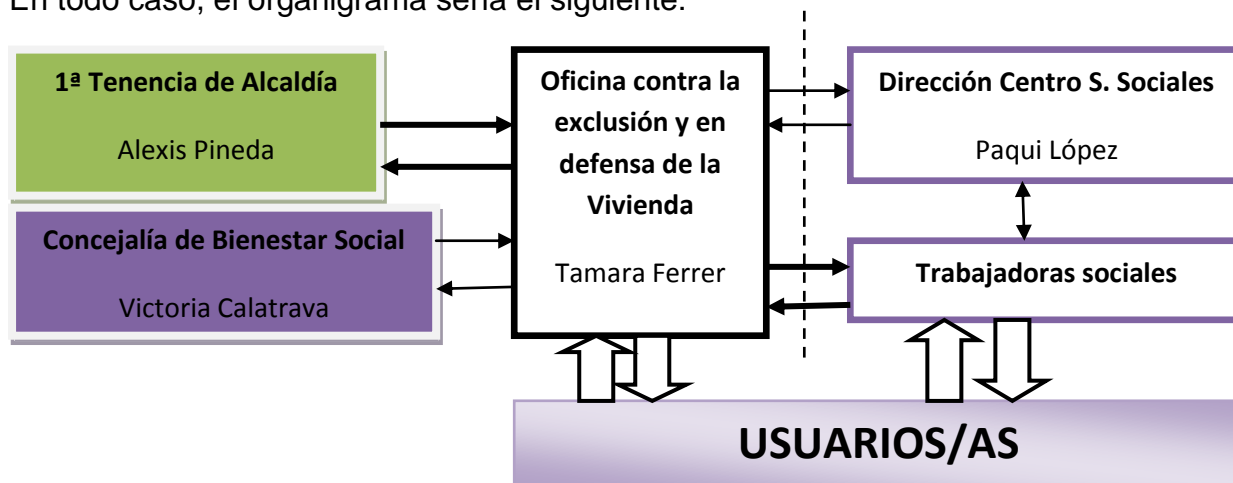 En todo caso, el organigrama sería el siguiente:
1ª Tenencia de Alcaldía
Alexis Pineda
Concejalía de Bienestar Social
Victoria Calatrava
Oficina contra la
exclusión y en
defensa de la
Vivienda
Tamara Ferrer
Dirección Centro S. Sociales
Paqui López
Trabajadoras sociales
USUARIOS/AS